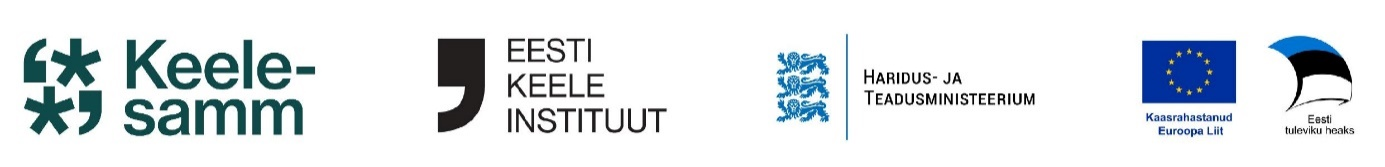 Keele-
samm
EESTI
KEELE
INSTITUUT
HARIDUS- JA
TEADUSMINISTEERIUM
Kaasrahastanud
Euroopa Liit
Eesti
tuleviku heaks